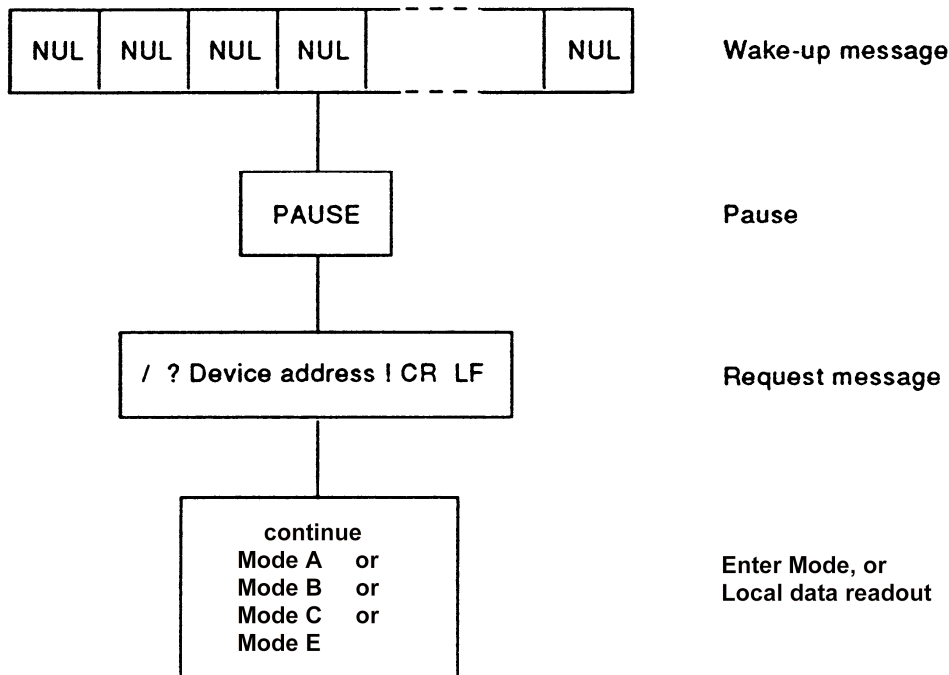 NUL NUL NUL NUL NUL Wake-up message
PAUSE Pause
/ ? Device address ! CR LF Request message
continue
Mode A or
Mode B or
Mode C or
Mode E
Enter Mode, or
Local data readout